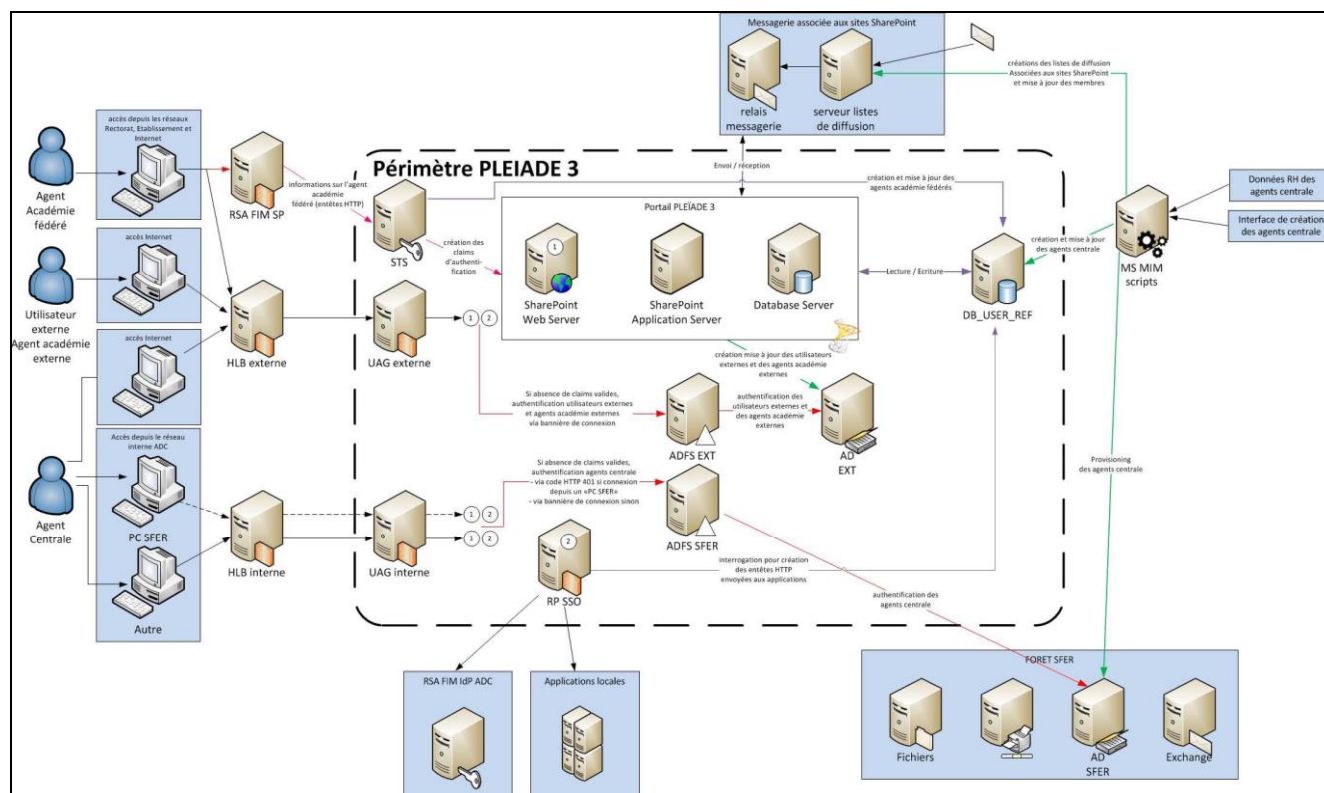 Messagerie associée aux sites SharePoint
relais
messagerie
serveur listes
de diffusion
créations des listes de diffusion
Associées aux sites SharePoint
et mise à jour des membres
accès depuis les réseaux
Rectorat, Etablissement et
Internet
Agent
Académie
fédéré
RSA FIM SP
informations sur l'agent
académie
fédéré (entêtes HTTP)
Périmètre PLEIADE 3
Envoi / réception
création et mise à jour des
agents académie fédérés
Données RH des
agents centrale
Interface de création
des agents centrale
STS
création des
claims
d'authenti-
fication
Portail PLEÏADE 3
1
SharePoint
Web Server
SharePoint
Application Server
Database Server
Lecture / Ecriture
DB_USER_REF
création et mise à jour
des agents centrale
MS MIM
scripts
accès Internet
Utilisateur
externe
Agent académie
externe
accès Internet
HLB externe
UAG externe
1 2
création mise à jour des utilisateurs
externes et des agents académie
externes
Si absence de claims valides,
authentification utilisateurs externes
et agents académie externes
via bannière de connexion
authentification des
utilisateurs externes et
des agents académie
externes
ADFS EXT
AD
EXT
Accès depuis le réseau
interne ADC
Agent
Centrale
PC SFER
Autre
HLB interne
UAG interne
1 2
1 2
Si absence de claims valides,
authentification agents centrale
- via code HTTP 401 si connexion
depuis un «PC SFER»
- via bannière de connexion sinon
ADFS SFER
Provisioning
des agents centrale
2
RP SSO
interrogation pour création
des entêtes HTTP
envoyées aux applications
authentification des
agents centrale
RSA FIM IdP ADC
Applications locales
FORET SFER
Fichiers
AD
SFER
Exchange